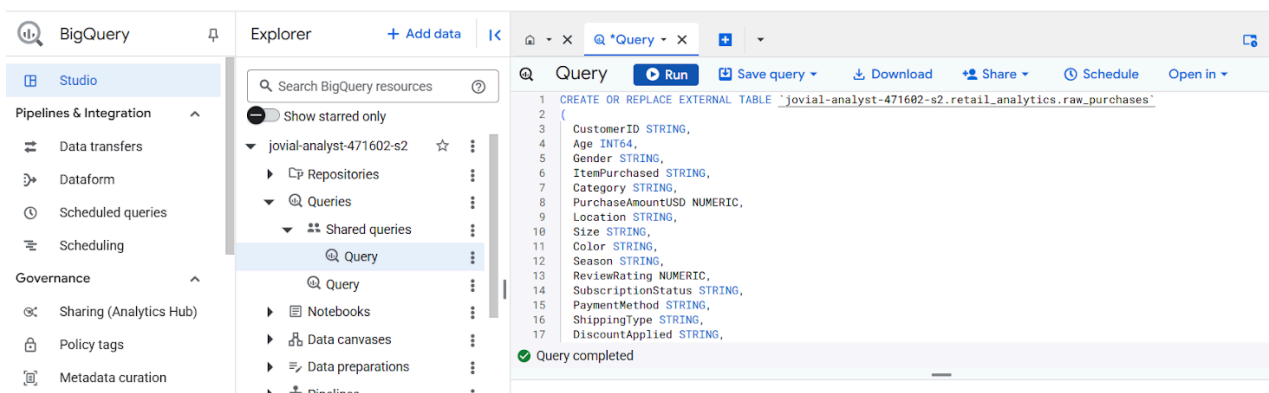 BigQuery
Studio
Pipelines & Integration
Data transfers
Dataform
Scheduled queries
Scheduling
Governance
Sharing (Analytics Hub)
Policy tags
Metadata curation
Explorer
+ Add data
Search BigQuery resources
Show starred only
jovial-analyst-471602-s2
Repositories
Queries
Shared queries
Query
Query
Notebooks
Data canvases
Data preparations
Pipelines
*Query
Query Run Save query Download Share Schedule Open in
1 CREATE OR REPLACE EXTERNAL TABLE `jovial-analyst-471602-s2.retail_analytics.raw_purchases`
2 (
3 CustomerID STRING,
4 Age INT64,
5 Gender STRING,
6 ItemPurchased STRING,
7 Category STRING,
8 PurchaseAmountUSD NUMERIC,
9 Location STRING,
10 Size STRING,
11 Color STRING,
12 Season STRING,
13 ReviewRating NUMERIC,
14 SubscriptionStatus STRING,
15 PaymentMethod STRING,
16 ShippingType STRING,
17 DiscountApplied STRING,
Query completed